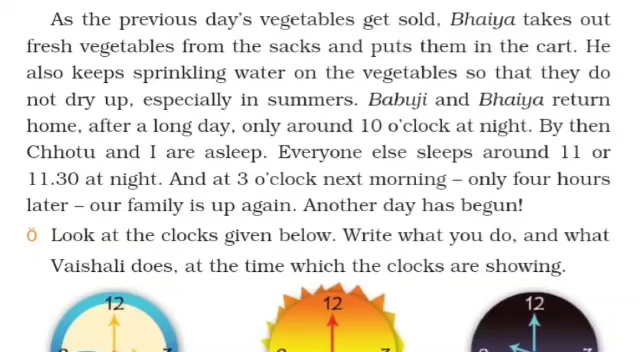 As the previous day's vegetables get sold, Bhaiya takes out
fresh vegetables from the sacks and puts them in the cart. He
also keeps sprinkling water on the vegetables so that they do
not dry up, especially in summers. Babuji and Bhaiya return
home, after a long day, only around 10 o'clock at night. By then
Chhotu and I are asleep. Everyone else sleeps around 11 or
11.30 at night. And at 3 o'clock next morning – only four hours
later – our family is up again. Another day has begun!
Ö Look at the clocks given below. Write what you do, and what
Vaishali does, at the time which the clocks are showing.
12 12 12